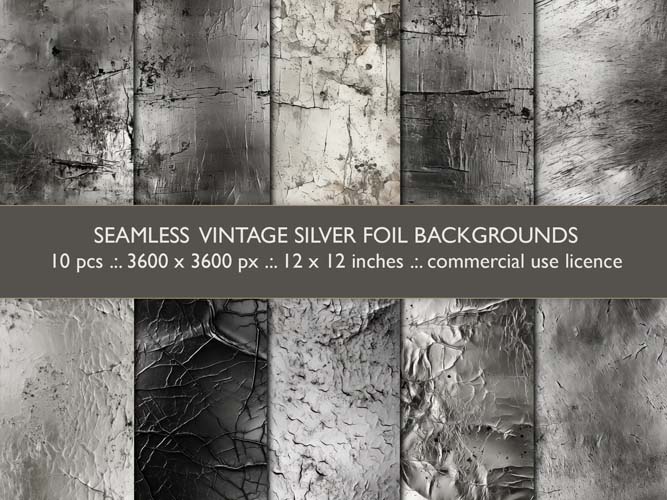 SEAMLESS VINTAGE SILVER FOIL BACKGROUNDS
10 pcs .:. 3600 x 3600 px .:. 12 x 12 inches .:. commercial use licence